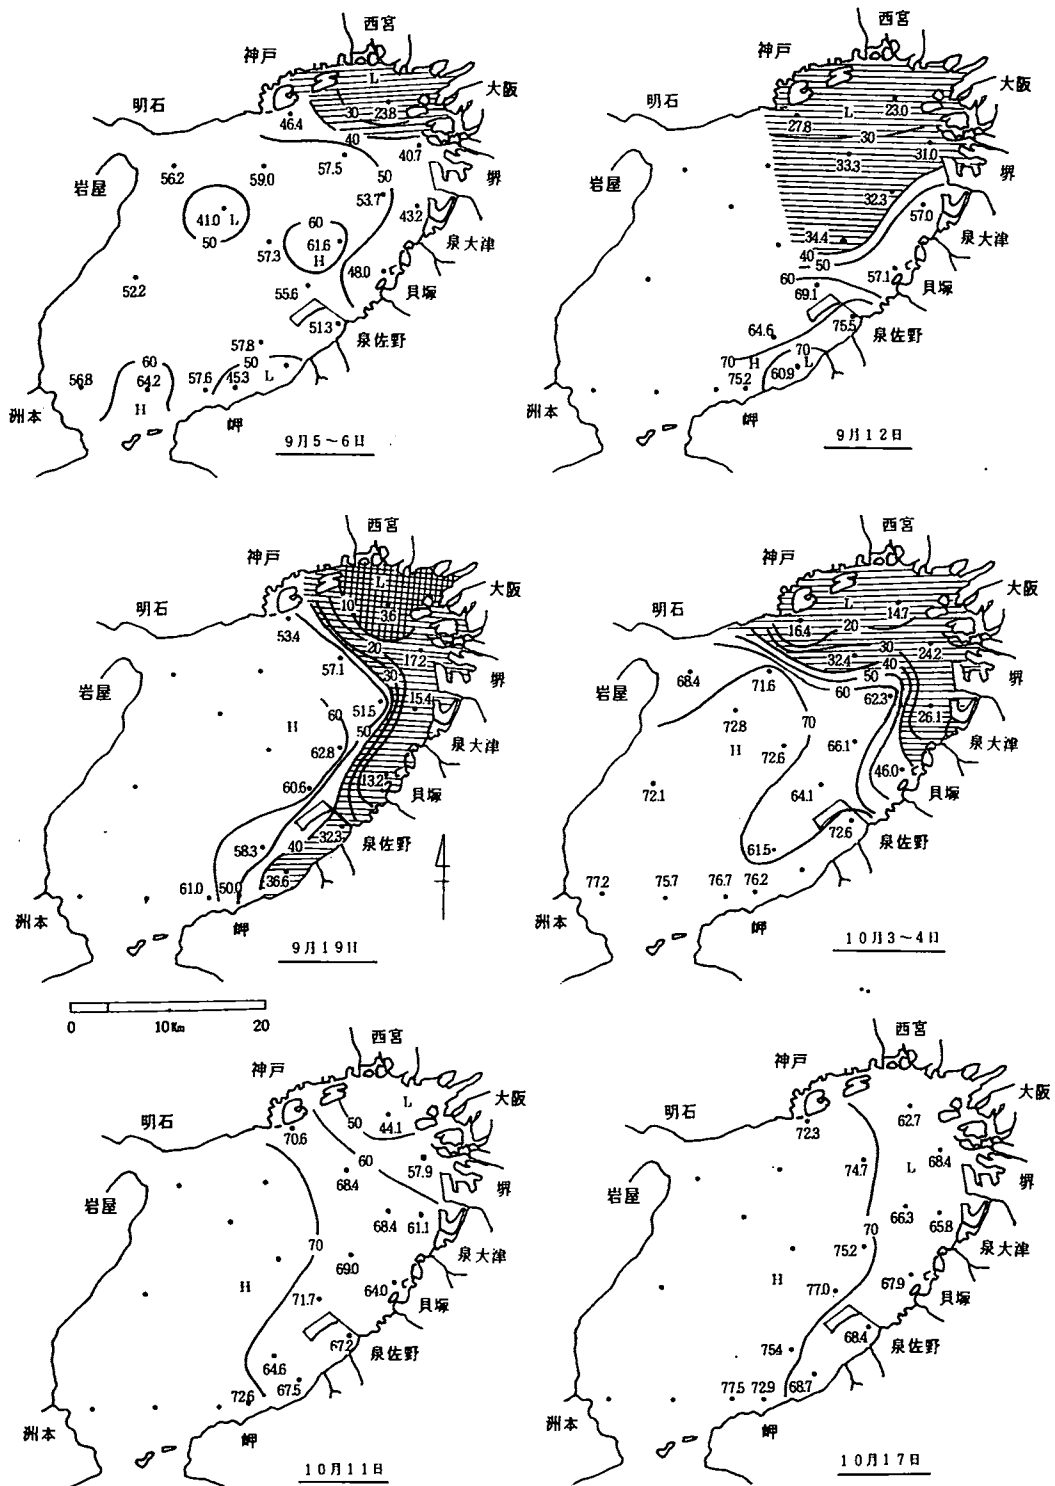 西宮
神戸
大阪
明石
L
30 23.8
46.4
40
40.7
57.5
堺
岩屋
56.2 59.0
50
53.7
41.0 L
43.2
50
60
泉大津
57.3 61.6
H
48.0
52.2
貝塚
55.6
51.3
泉佐野
57.8
60
50
56.8 64.2 57.6 45.3 L
洲本
H
岬
9月5~6日
西宮
神戸
大阪
明石
L 23.0
27.8
30
31.0
33.3
堺
岩屋
32.3
57.0
34.4
泉大津
40
50
60 57.1
69.1
貝塚
75.5
64.6
泉佐野
70
70 H L
75.2 60.9
洲本
岬
9月12日
西宮
神戸
大阪
明石
L
10
3.6
53.4
20
17.2
57.1
30
堺
岩屋
51.5 15.4
60
H
50
泉大津
62.8
13.2
60.6
貝塚
32.3
泉佐野
40
58.3
36.6
61.0 50.0
洲本
岬
9月19日
西宮
神戸
大阪
明石
L 14.7
16.4
20
30
24.2
32.4 40
50
堺
岩屋
68.4 71.6
60
62.3
72.8
70
26.1
H
66.1
泉大津
72.6
46.0
72.1 64.1
貝塚
72.6
泉佐野
61.5
77.2 75.7 76.7 76.2
洲本
岬
10月3~4日
0 10Km 20
西宮
神戸
大阪
明石
L
50
44.1
70.6
60
57.9
68.4
堺
岩屋
68.4 61.1
70
泉大津
69.0
H
64.0
71.7
貝塚
67.2
泉佐野
64.6
67.5
72.6
洲本
岬
10月11日
西宮
神戸
大阪
明石
62.7
72.3
68.4
74.7 L
堺
岩屋
66.3 65.8
70
泉大津
75.2
H
67.9
77.0
貝塚
68.4
泉佐野
75.4
68.7
77.5 72.9
洲本
岬
10月17日